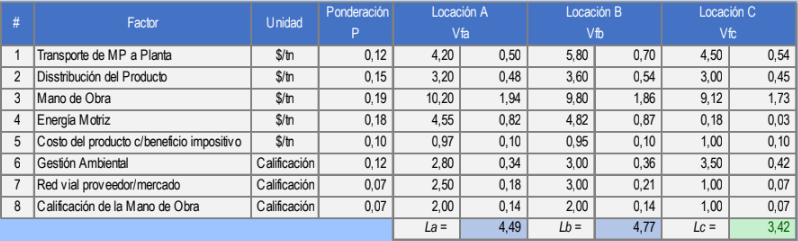 # Factor Unidad Ponderación P Locación A Vfa Locación B Vfb Locación C Vfc
1 Transporte de MP a Planta $/tn 0,12 4,20 0,50 5,80 0,70 4,50 0,54
2 Disstribución del Producto $/tn 0,15 3,20 0,48 3,60 0,54 3,00 0,45
3 Mano de Obra $/tn 0,19 10,20 1,94 9,80 1,86 9,12 1,73
4 Energía Motriz $/tn 0,18 4,55 0,82 4,82 0,87 0,18 0,03
5 Costo del producto c/beneficio impositivo $/tn 0,10 0,97 0,10 0,95 0,10 1,00 0,10
6 Gestión Ambiental Calificación 0,12 2,80 0,34 3,00 0,36 3,50 0,42
7 Red vial proveedor/mercado Calificación 0,07 2,50 0,18 3,00 0,21 1,00 0,07
8 Calificación de la Mano de Obra Calificación 0,07 2,00 0,14 2,00 0,14 1,00 0,07
La = 4,49 Lb = 4,77 Lc = 3,42